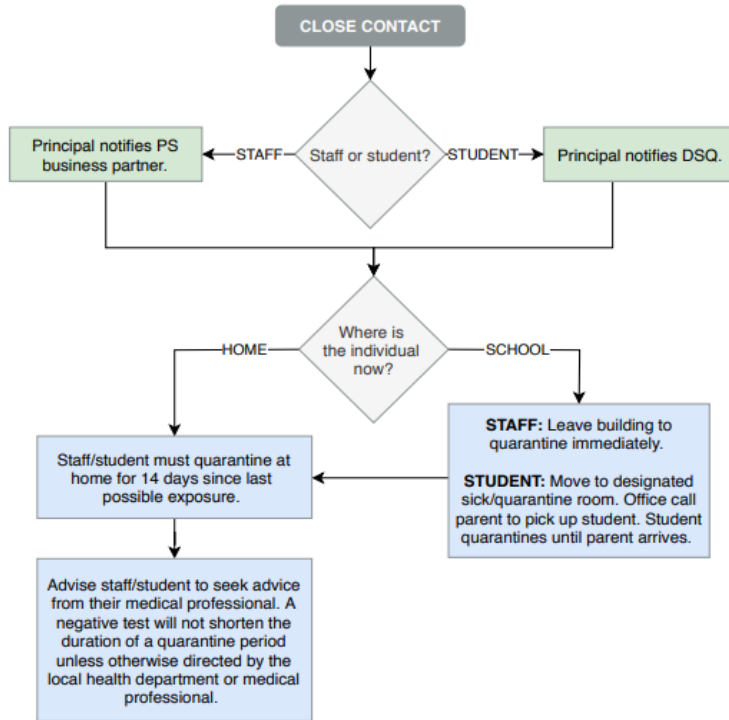 CLOSE CONTACT
Staff or student?
STAFF
STUDENT
Principal notifies PS
business partner.
Principal notifies DSQ.
Where is
the individual
now?
HOME
SCHOOL
STAFF: Leave building to
quarantine immediately.
STUDENT: Move to designated
sick/quarantine room. Office call
parent to pick up student. Student
quarantines until parent arrives.
Staff/student must quarantine at
home for 14 days since last
possible exposure.
Advise staff/student to seek advice
from their medical professional. A
negative test will not shorten the
duration of a quarantine period
unless otherwise directed by the
local health department or medical
professional.